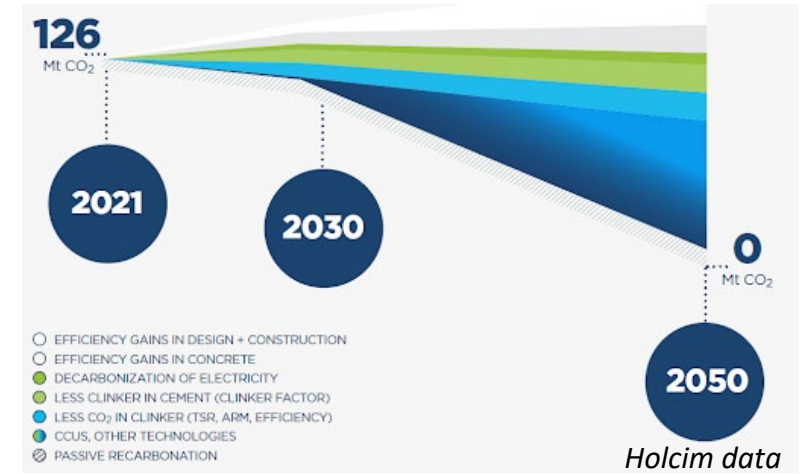 126
Mt CO₂
2021
2030
0
Mt CO₂
2050
EFFICIENCY GAINS IN DESIGN + CONSTRUCTION
EFFICIENCY GAINS IN CONCRETE
DECARBONIZATION OF ELECTRICITY
LESS CLINKER IN CEMENT (CLINKER FACTOR)
LESS CO₂ IN CLINKER (TSR, ARM, EFFICIENCY)
CCUS, OTHER TECHNOLOGIES
PASSIVE RECARBONATION
Holcim data